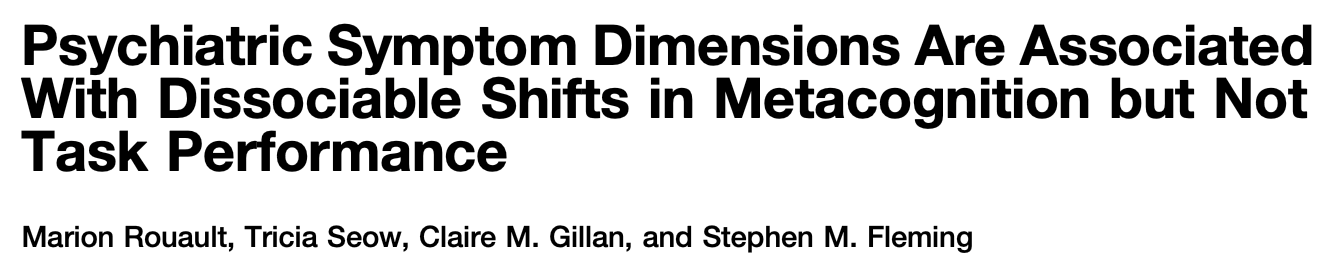 Psychiatric Symptom Dimensions Are Associated
With Dissociable Shifts in Metacognition but Not
Task Performance
Marion Rouault, Tricia Seow, Claire M. Gillan, and Stephen M. Fleming